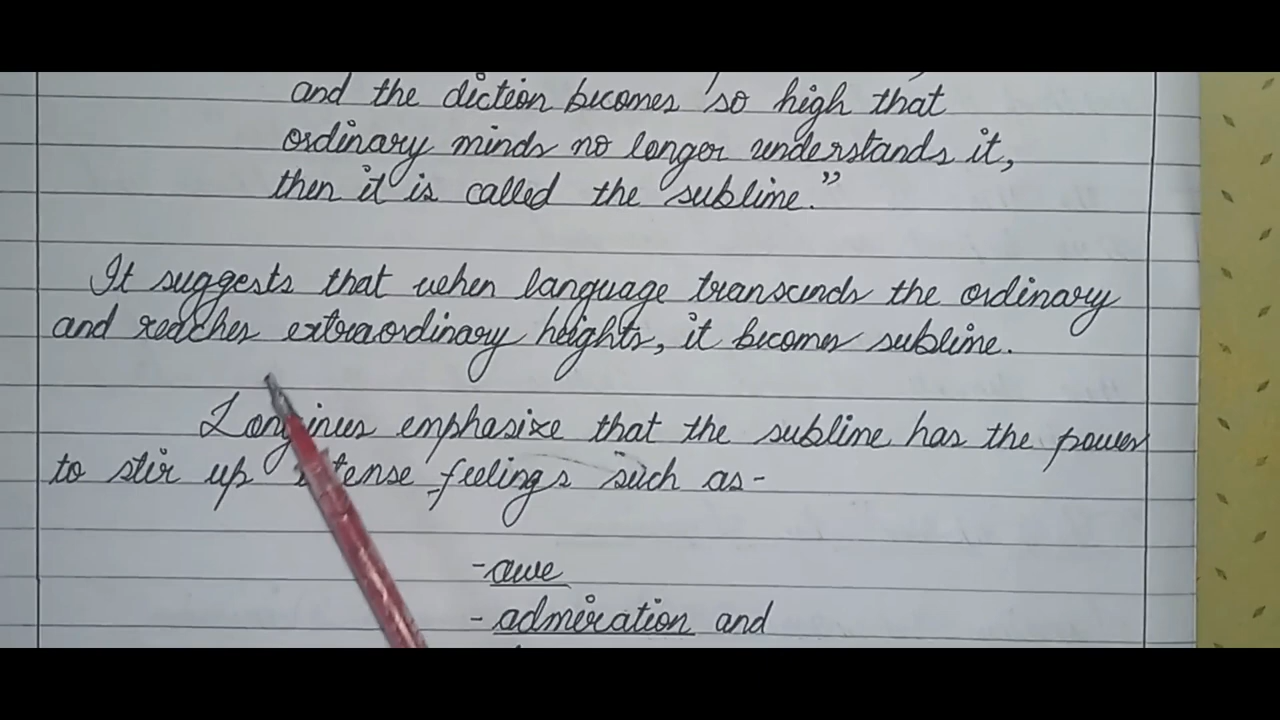 and the diction becomes so high that
ordinary minds no longer understands it,
then it is called the sublime."
It suggests that when language transcends the ordinary
and reaches extraordinary heights, it becomes sublime.
Longinus emphasize that the sublime has the power
to stir up intense feelings such as-
-awe
- admiration and